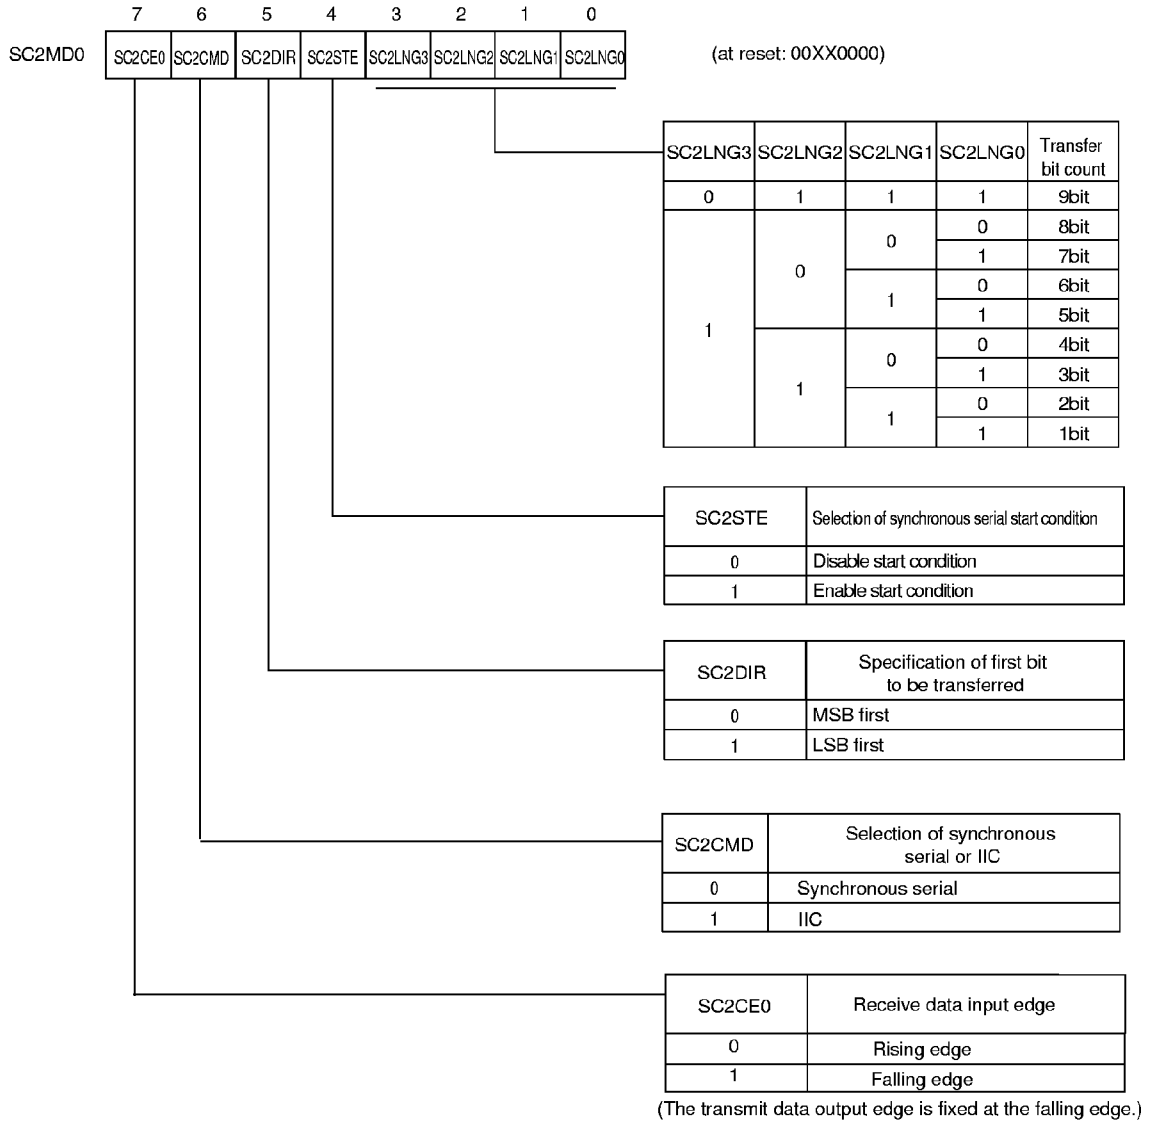 7 6 5 4 3 2 1 0
SC2MD0 SC2CE0 SC2CMD SC2DIR SC2STE SC2LNG3 SC2LNG2 SC2LNG1 SC2LNG0 (at reset: 00XX0000)
SC2LNG3 SC2LNG2 SC2LNG1 SC2LNG0 Transfer
bit count
0 1 1 1 9bit
0 8bit
0
1 7bit
0
0 6bit
1
1 5bit
1
0 4bit
0
1 3bit
1
0 2bit
1
1 1bit
SC2STE Selection of synchronous serial start condition
0 Disable start condition
1 Enable start condition
SC2DIR Specification of first bit
to be transferred
0 MSB first
1 LSB first
SC2CMD Selection of synchronous
serial or IIC
0 Synchronous serial
1 IIC
SC2CE0 Receive data input edge
0 Rising edge
1 Falling edge
(The transmit data output edge is fixed at the falling edge.)